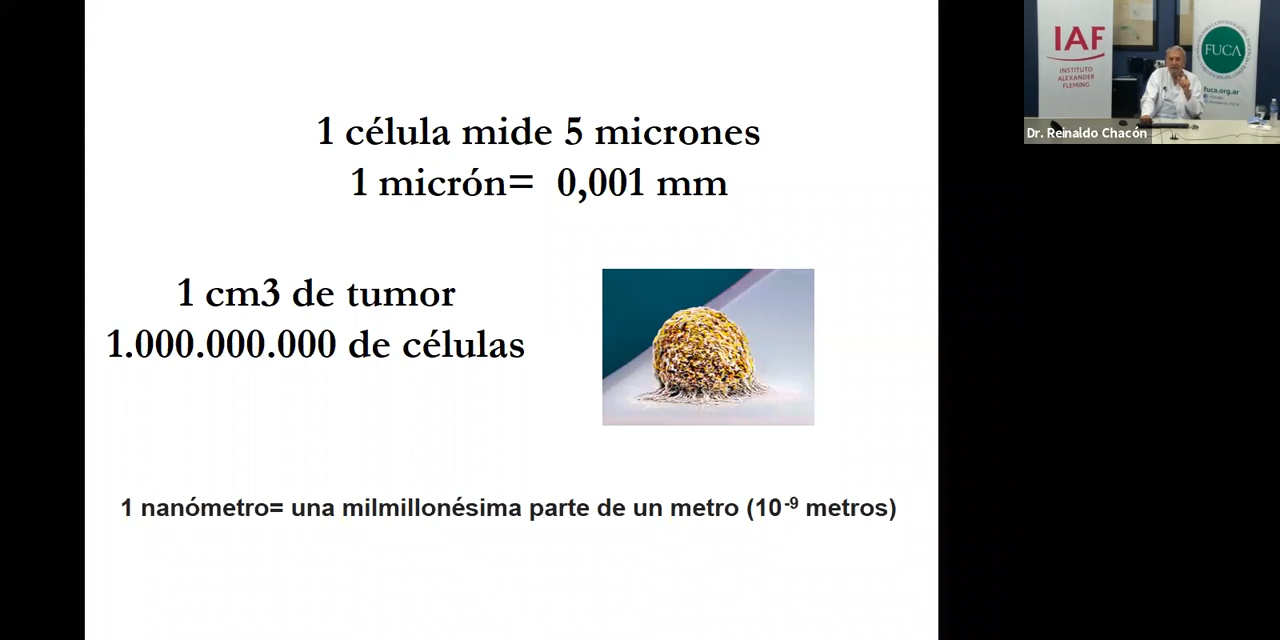 1 célula mide 5 micrones
1 micrón= 0,001 mm
1 cm3 de tumor
1.000.000.000 de células
1 nanómetro= una milmillonésima parte de un metro (10-9 metros)
IAF
INSTITUTO
ALEXANDER
FLEMING
FUCA
fuca.org.ar
Dr. Reinaldo Chacón